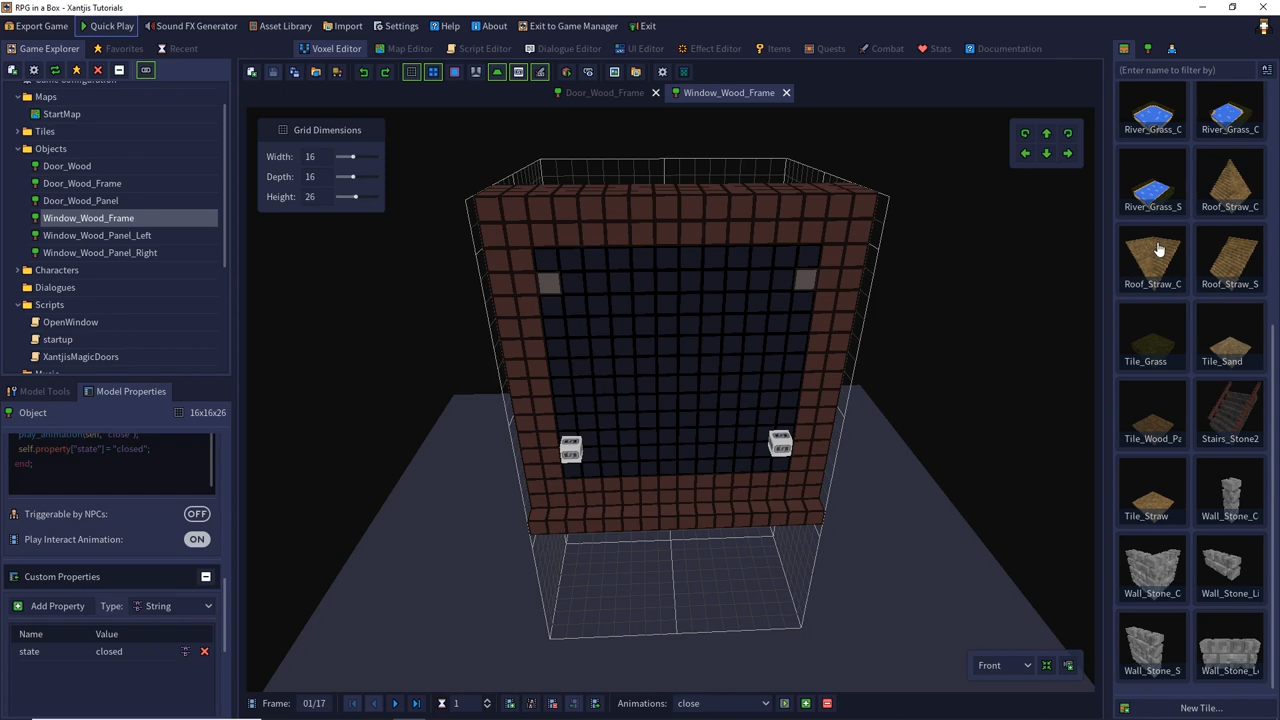 RPG in a Box - Xantjis Tutorials
Export Game Quick Play Sound FX Generator Asset Library Import Settings Help About Exit to Game Manager Exit
Game Explorer Favorites Recent Voxel Editor Map Editor Script Editor Dialogue Editor UI Editor Effect Editor Items Quests Combat Stats Documentation
(Enter name to filter by)
Door_Wood_Frame Window_Wood_Frame
Maps
StartMap
Tiles
Objects
Door_Wood
Door_Wood_Frame
Door_Wood_Panel
Window_Wood_Frame
Window_Wood_Panel_Left
Window_Wood_Panel_Right
Characters
Dialogues
Scripts
OpenWindow
startup
XantjisMagicDoors
Grid Dimensions
Width: 16
Depth: 16
Height: 26
Model Tools Model Properties
Object 16x16x26
play_animation(self, "close");
self.property["state"] = "closed";
end;
Triggerable by NPCs: OFF
Play Interact Animation: ON
Custom Properties
Add Property Type: String
Name Value
state closed
River_Grass_C River_Grass_C
River_Grass_S Roof_Straw_C
Roof_Straw_C Roof_Straw_S
Tile_Grass Tile_Sand
Tile_Wood_Pa Stairs_Stone2
Tile_Straw Wall_Stone_C
Wall_Stone_C Wall_Stone_Li
Wall_Stone_S Wall_Stone_L
New Tile...
Front
Frame: 01/17 1 Animations: close